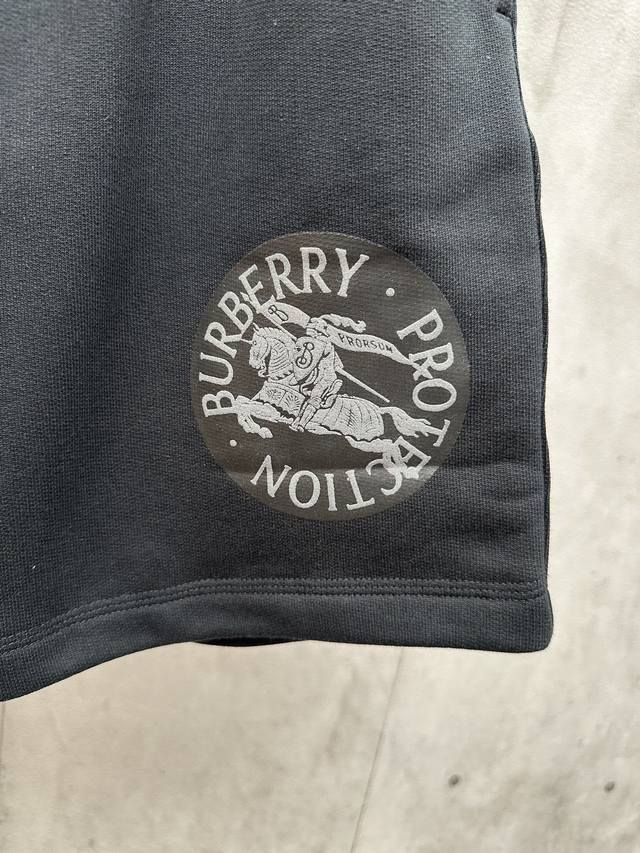 BURBERRY · PROTECTION ·
B
PRORSUM
B